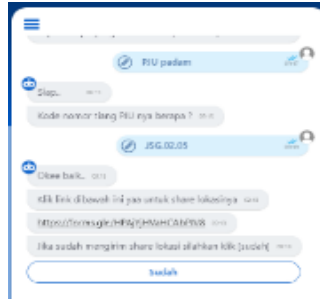 PJU padam
Siap..
Kode nomor tiang PJU nya berapa ?
JSG.02.05
Okee baik..
Klik link dibawah ini yaa untuk share lokasinya
Jika sudah mengirim share lokasi silahkan klik [sudah]
Sudah